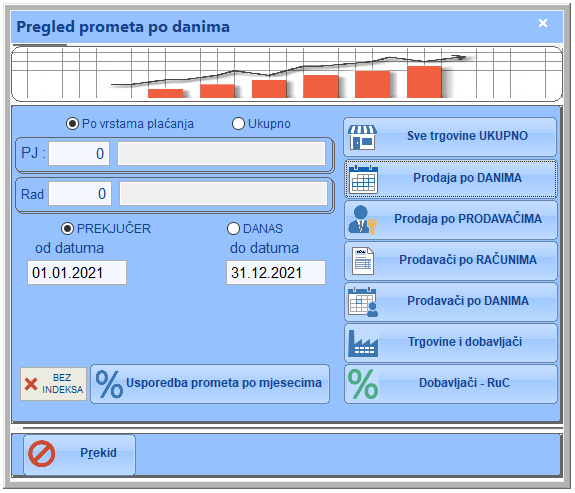 Pregled prometa po danima
Po vrstama plaćanja
Ukupno
PJ :
0
Rad
0
PREKJUČER
DANAS
od datuma
do datuma
01.01.2021
31.12.2021
BEZ
INDEKSA
Usporedba prometa po mjesecima
Sve trgovine UKUPNO
Prodaja po DANIMA
Prodaja po PRODAVAČIMA
Prodavači po RAČUNIMA
Prodavači po DANIMA
Trgovine i dobavljači
Dobavljači - RuC
Prekid